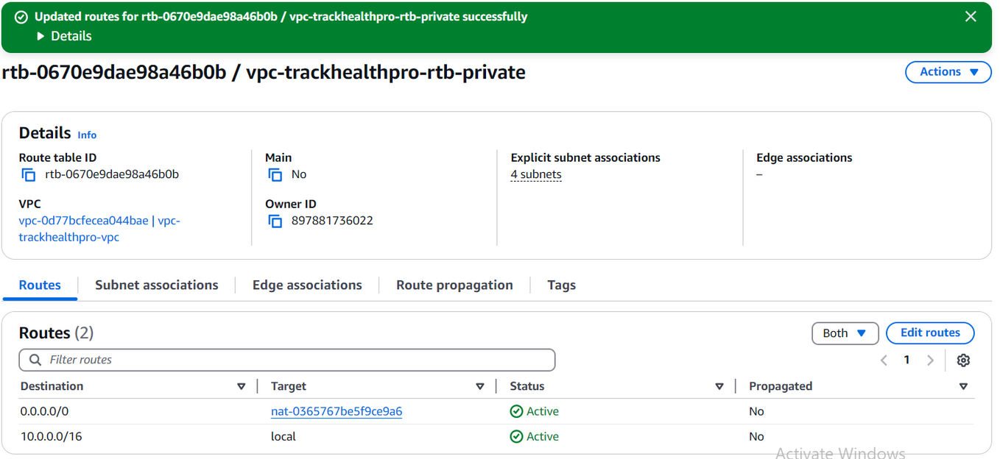 Updated routes for rtb-0670e9dae98a46b0b / vpc-trackhealthpro-rtb-private successfully
Details
rtb-0670e9dae98a46b0b / vpc-trackhealthpro-rtb-private
Actions
Details Info
Route table ID
rtb-0670e9dae98a46b0b
Main
No
Explicit subnet associations
4 subnets
Edge associations
–
VPC
vpc-0d77bcfecea044bae | vpc-
trackhealthpro-vpc
Owner ID
897881736022
Routes Subnet associations Edge associations Route propagation Tags
Routes (2)
Both Edit routes
Filter routes
1
Destination Target Status Propagated
0.0.0.0/0 nat-0365767be5f9ce9a6 Active No
10.0.0.0/16 local Active No
Activate Windows